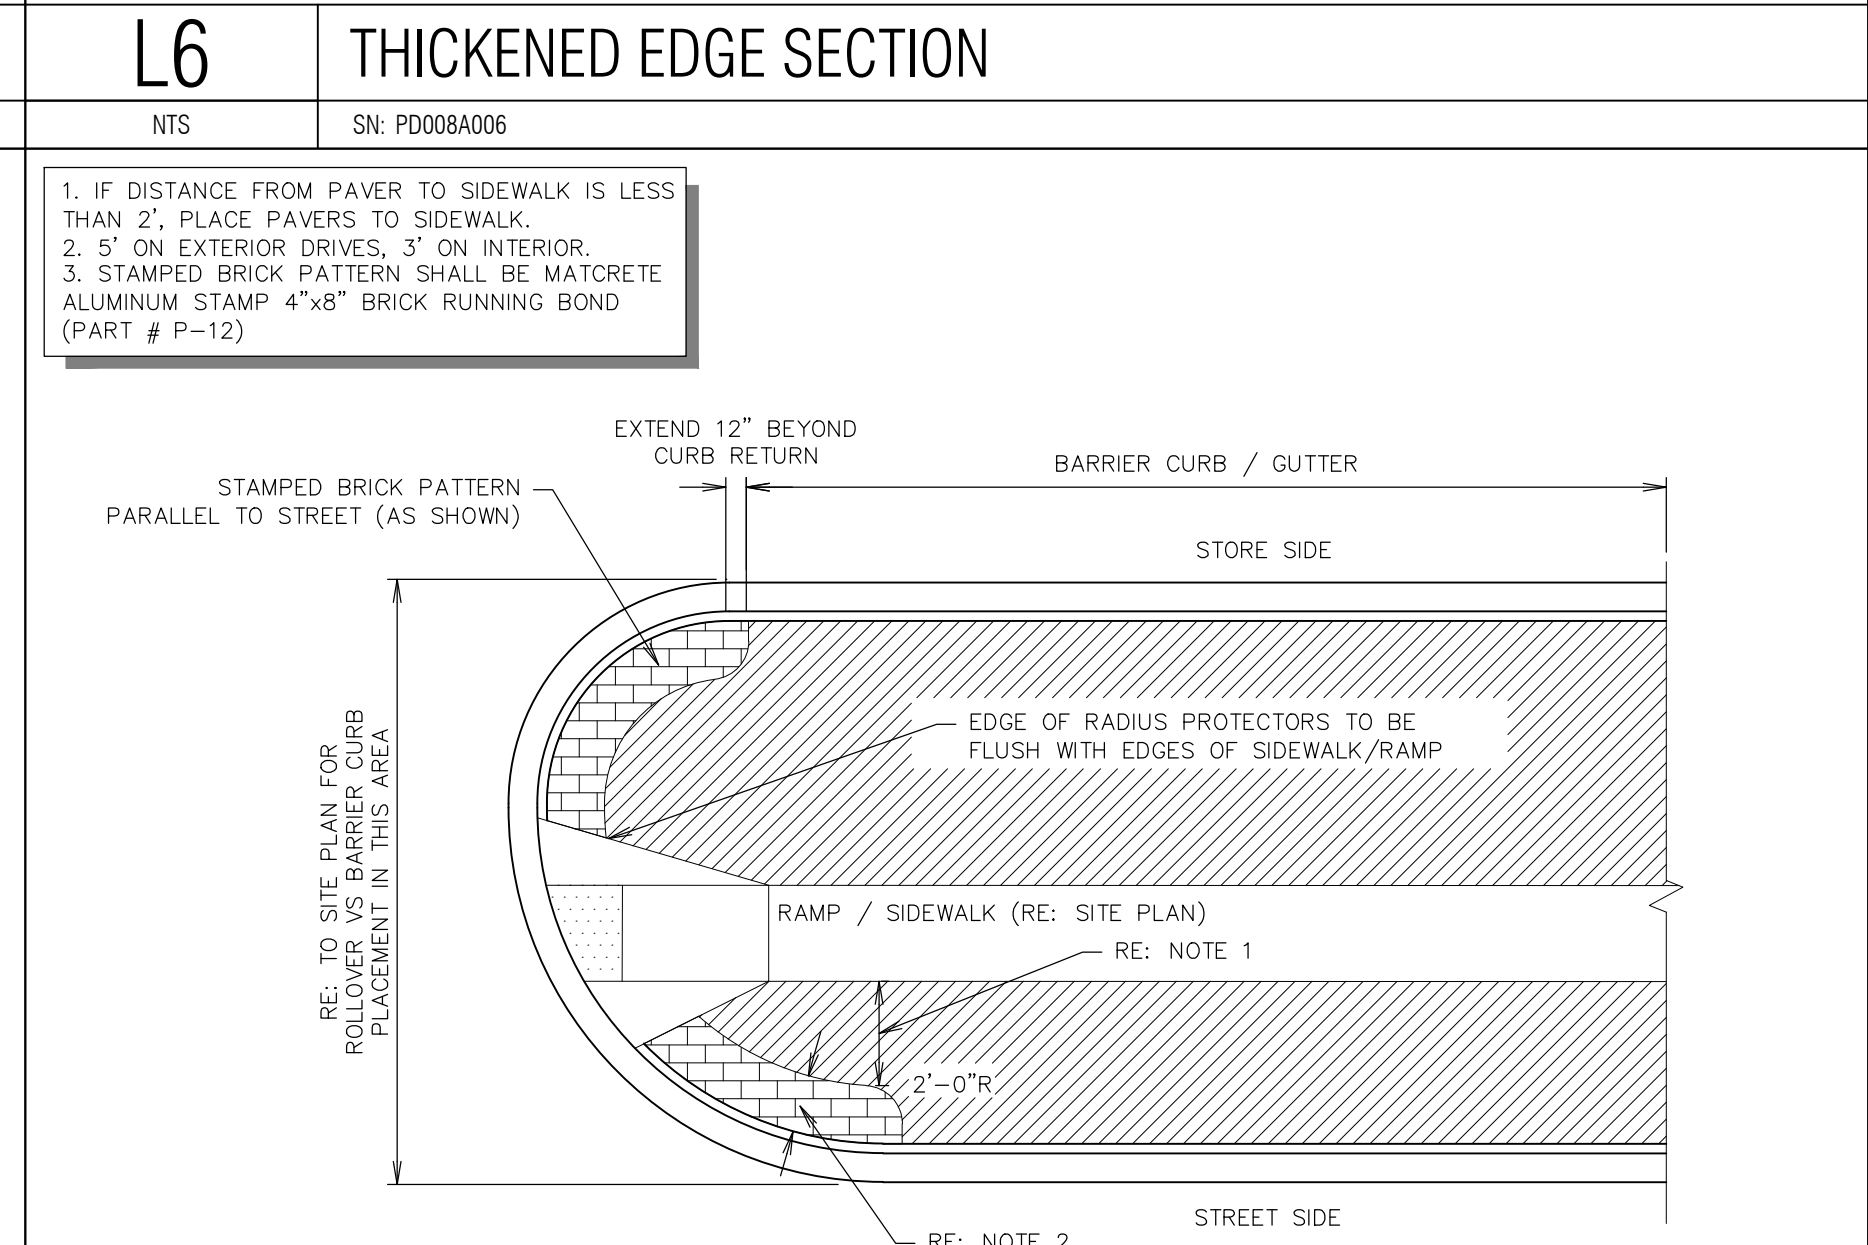 L6
THICKENED EDGE SECTION
NTS
SN: PD008A006
1. IF DISTANCE FROM PAVER TO SIDEWALK IS LESS
THAN 2', PLACE PAVERS TO SIDEWALK.
2. 5' ON EXTERIOR DRIVES, 3' ON INTERIOR.
3. STAMPED BRICK PATTERN SHALL BE MATCRETE
ALUMINUM STAMP 4"x8" BRICK RUNNING BOND
(PART # P-12)
EXTEND 12" BEYOND
CURB RETURN
BARRIER CURB / GUTTER
STAMPED BRICK PATTERN
PARALLEL TO STREET (AS SHOWN)
STORE SIDE
EDGE OF RADIUS PROTECTORS TO BE
FLUSH WITH EDGES OF SIDEWALK/RAMP
RE: TO SITE PLAN FOR
ROLLOVER VS BARRIER CURB
PLACEMENT IN THIS AREA
RAMP / SIDEWALK (RE: SITE PLAN)
RE: NOTE 1
2'-0"R
STREET SIDE
RE: NOTE 2